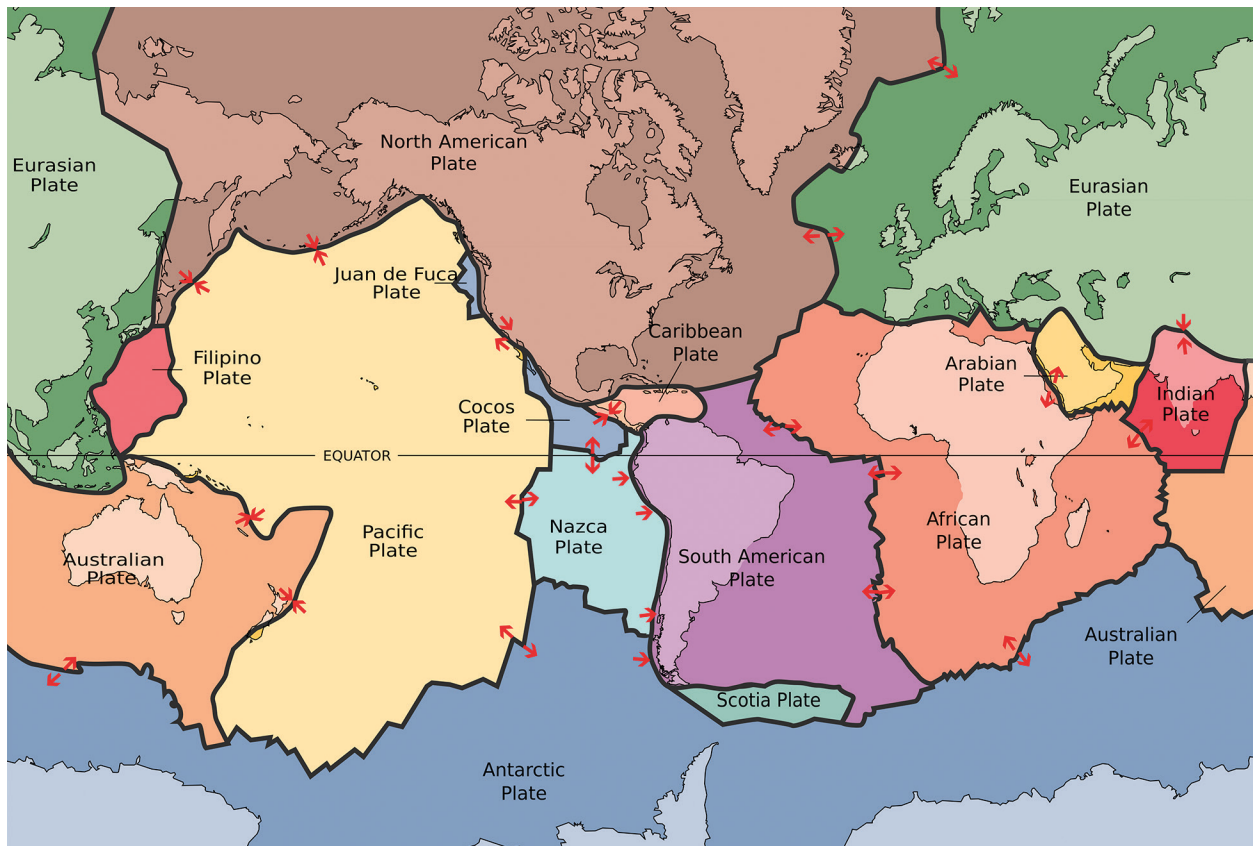 North American
Plate
Eurasian
Plate
Eurasian
Plate
Juan de Fuca
Plate
Caribbean
Plate
Filipino
Plate
Arabian
Plate
Indian
Plate
Cocos
Plate
EQUATOR
Pacific
Plate
Nazca
Plate
African
Plate
Australian
Plate
South American
Plate
Australian
Plate
Scotia Plate
Antarctic
Plate